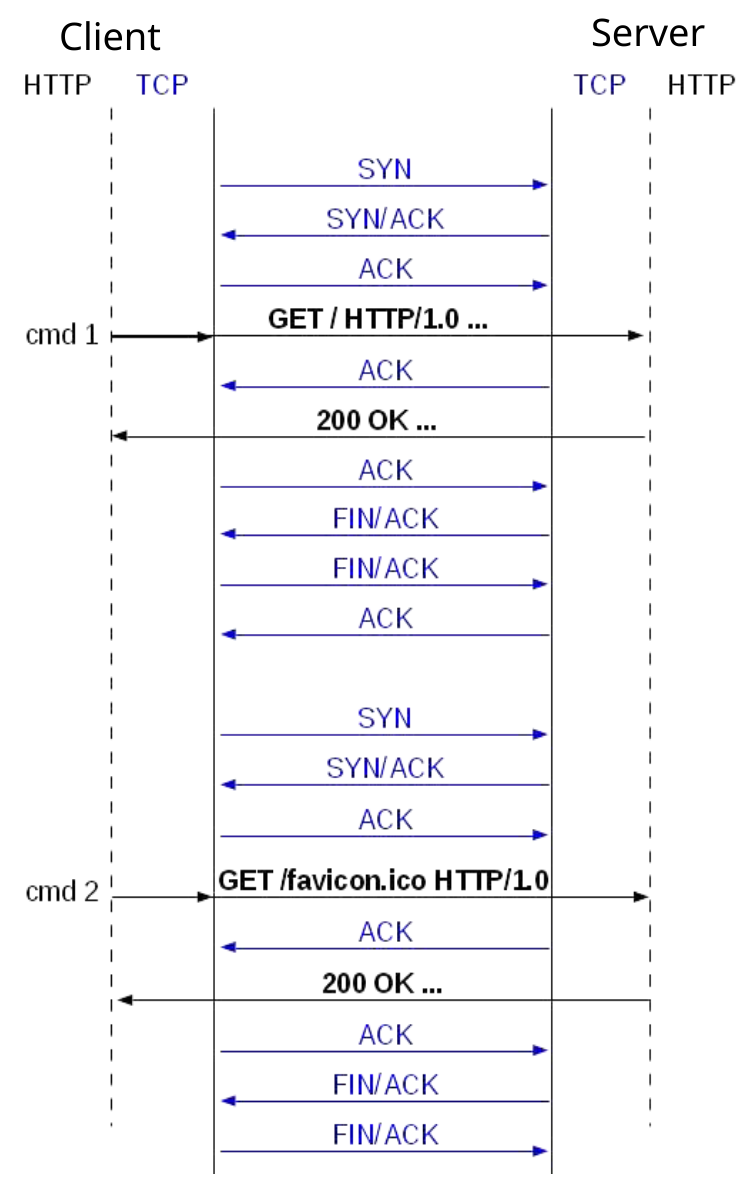 Client Server
HTTP TCP TCP HTTP
SYN
SYN/ACK
ACK
cmd 1 GET / HTTP/1.0 ...
ACK
200 OK ...
ACK
FIN/ACK
FIN/ACK
ACK
SYN
SYN/ACK
ACK
cmd 2 GET /favicon.ico HTTP/1.0
ACK
200 OK ...
ACK
FIN/ACK
FIN/ACK